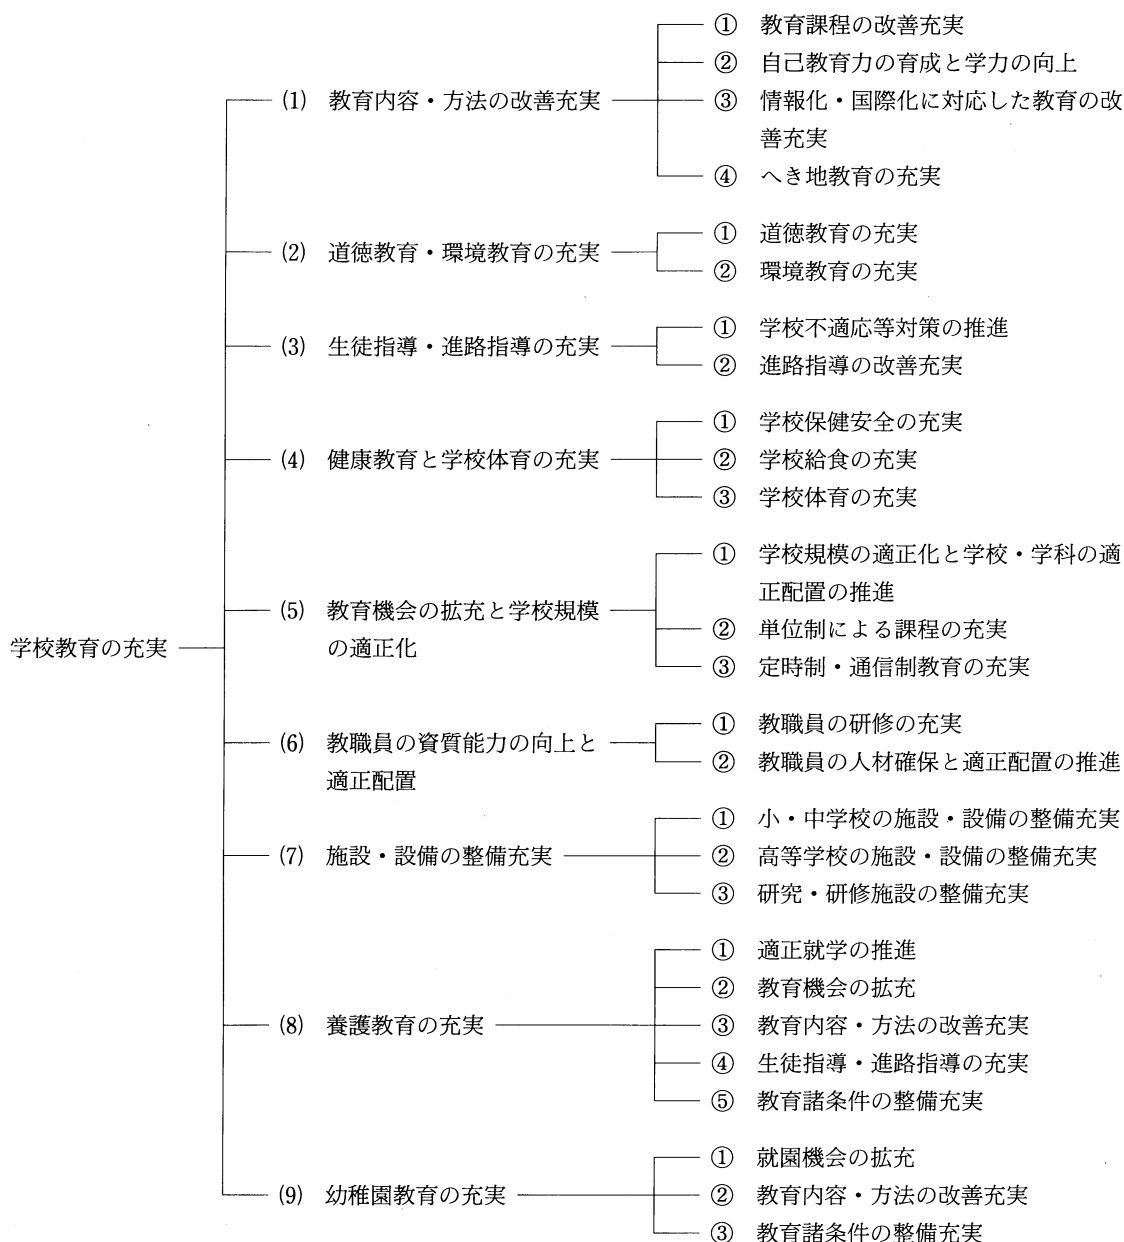 学校教育の充実
(1) 教育内容・方法の改善充実
① 教育課程の改善充実
② 自己教育力の育成と学力の向上
③ 情報化・国際化に対応した教育の改
善充実
④ へき地教育の充実
(2) 道徳教育・環境教育の充実
① 道徳教育の充実
② 環境教育の充実
(3) 生徒指導・進路指導の充実
① 学校不適応等対策の推進
② 進路指導の改善充実
(4) 健康教育と学校体育の充実
① 学校保健安全の充実
② 学校給食の充実
③ 学校体育の充実
(5) 教育機会の拡充と学校規模
の適正化
① 学校規模の適正化と学校・学科の適
正配置の推進
② 単位制による課程の充実
③ 定時制・通信制教育の充実
(6) 教職員の資質能力の向上と
適正配置
① 教職員の研修の充実
② 教職員の人材確保と適正配置の推進
(7) 施設・設備の整備充実
① 小・中学校の施設・設備の整備充実
② 高等学校の施設・設備の整備充実
③ 研究・研修施設の整備充実
(8) 養護教育の充実
① 適正就学の推進
② 教育機会の拡充
③ 教育内容・方法の改善充実
④ 生徒指導・進路指導の充実
⑤ 教育諸条件の整備充実
(9) 幼稚園教育の充実
① 就園機会の拡充
② 教育内容・方法の改善充実
③ 教育諸条件の整備充実